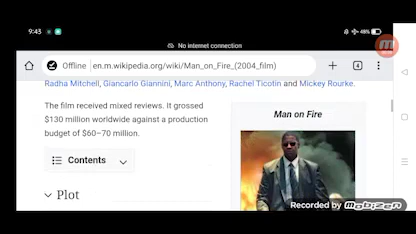 9:43
48%
No internet connection
Offline en.m.wikipedia.org/wiki/Man_on_Fire_(2004_film)
4
Radha Mitchell, Giancarlo Giannini, Marc Anthony, Rachel Ticotin and Mickey Rourke.
The film received mixed reviews. It grossed
$130 million worldwide against a production
budget of $60–70 million.
Contents
Plot
Man on Fire
Recorded by Mobizen